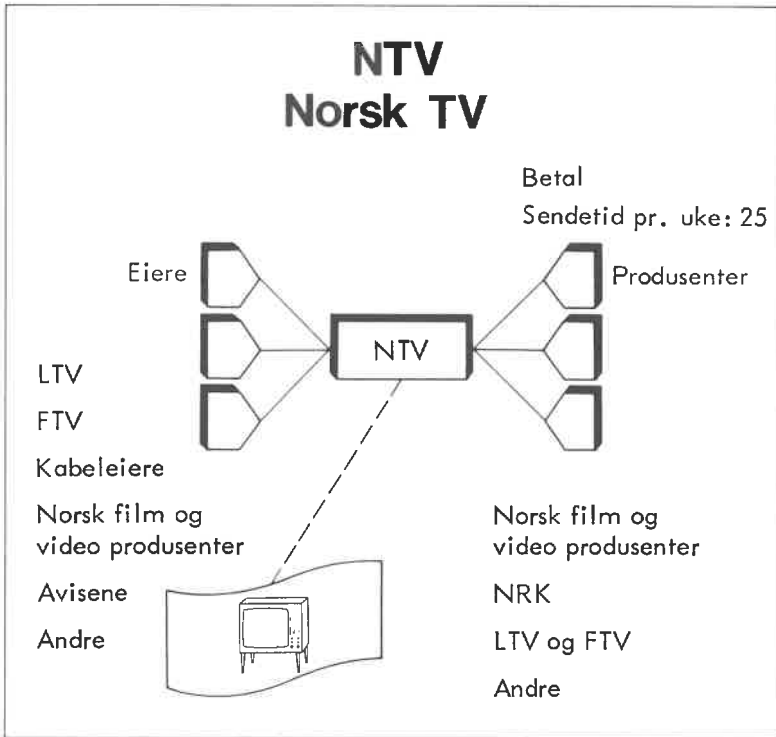 NTV
Norsk TV
Betal
Sendetid pr. uke: 25
Eiere
Produsenter
NTV
LTV
FTV
Kabeleiere
Norsk film og
video produsenter
Avisene
Andre
Norsk film og
video produsenter
NRK
LTV og FTV
Andre